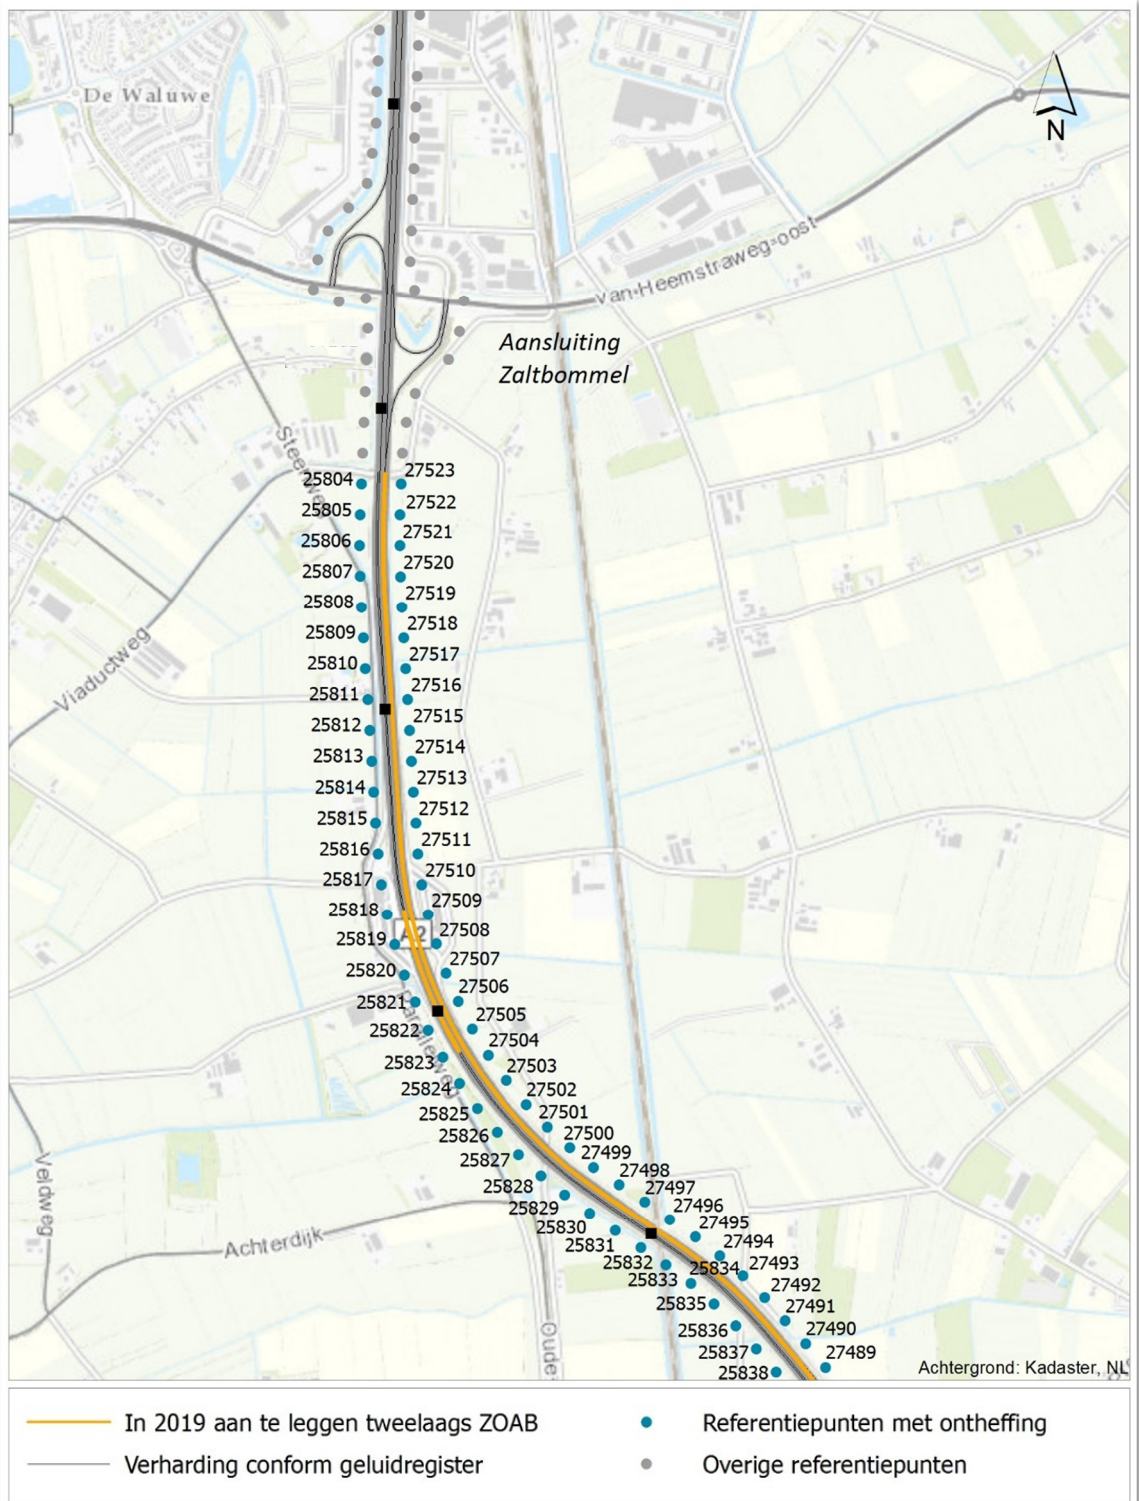 De Waluwe
N
van-Heemstraweg-oost
Aansluiting
Zaltbommel
25804 27523
25805 27522
25806 27521
25807 27520
25808 27519
25809 27518
25810 27517
25811 27516
25812 27515
25813 27514
25814 27513
25815 27512
25816 27511
25817 27510
25818 27509
25819 27508
25820 27507
25821 27506
25822 27505
25823 27504
25824 27503
25825 27502
25826 27501
25827 27500
25828 27499
25829 27498
25830 27497
25831 27496
25832 27495
25833 27494
25834 27493
25835 27492
25836 27491
25837 27490
25838 27489
Viaductweg
Veldweg
Achterdijk
Oude
Achtergrond: Kadaster, NL
In 2019 aan te leggen tweelaags ZOAB
Referentiepunten met ontheffing
Verharding conform geluidregister
Overige referentiepunten